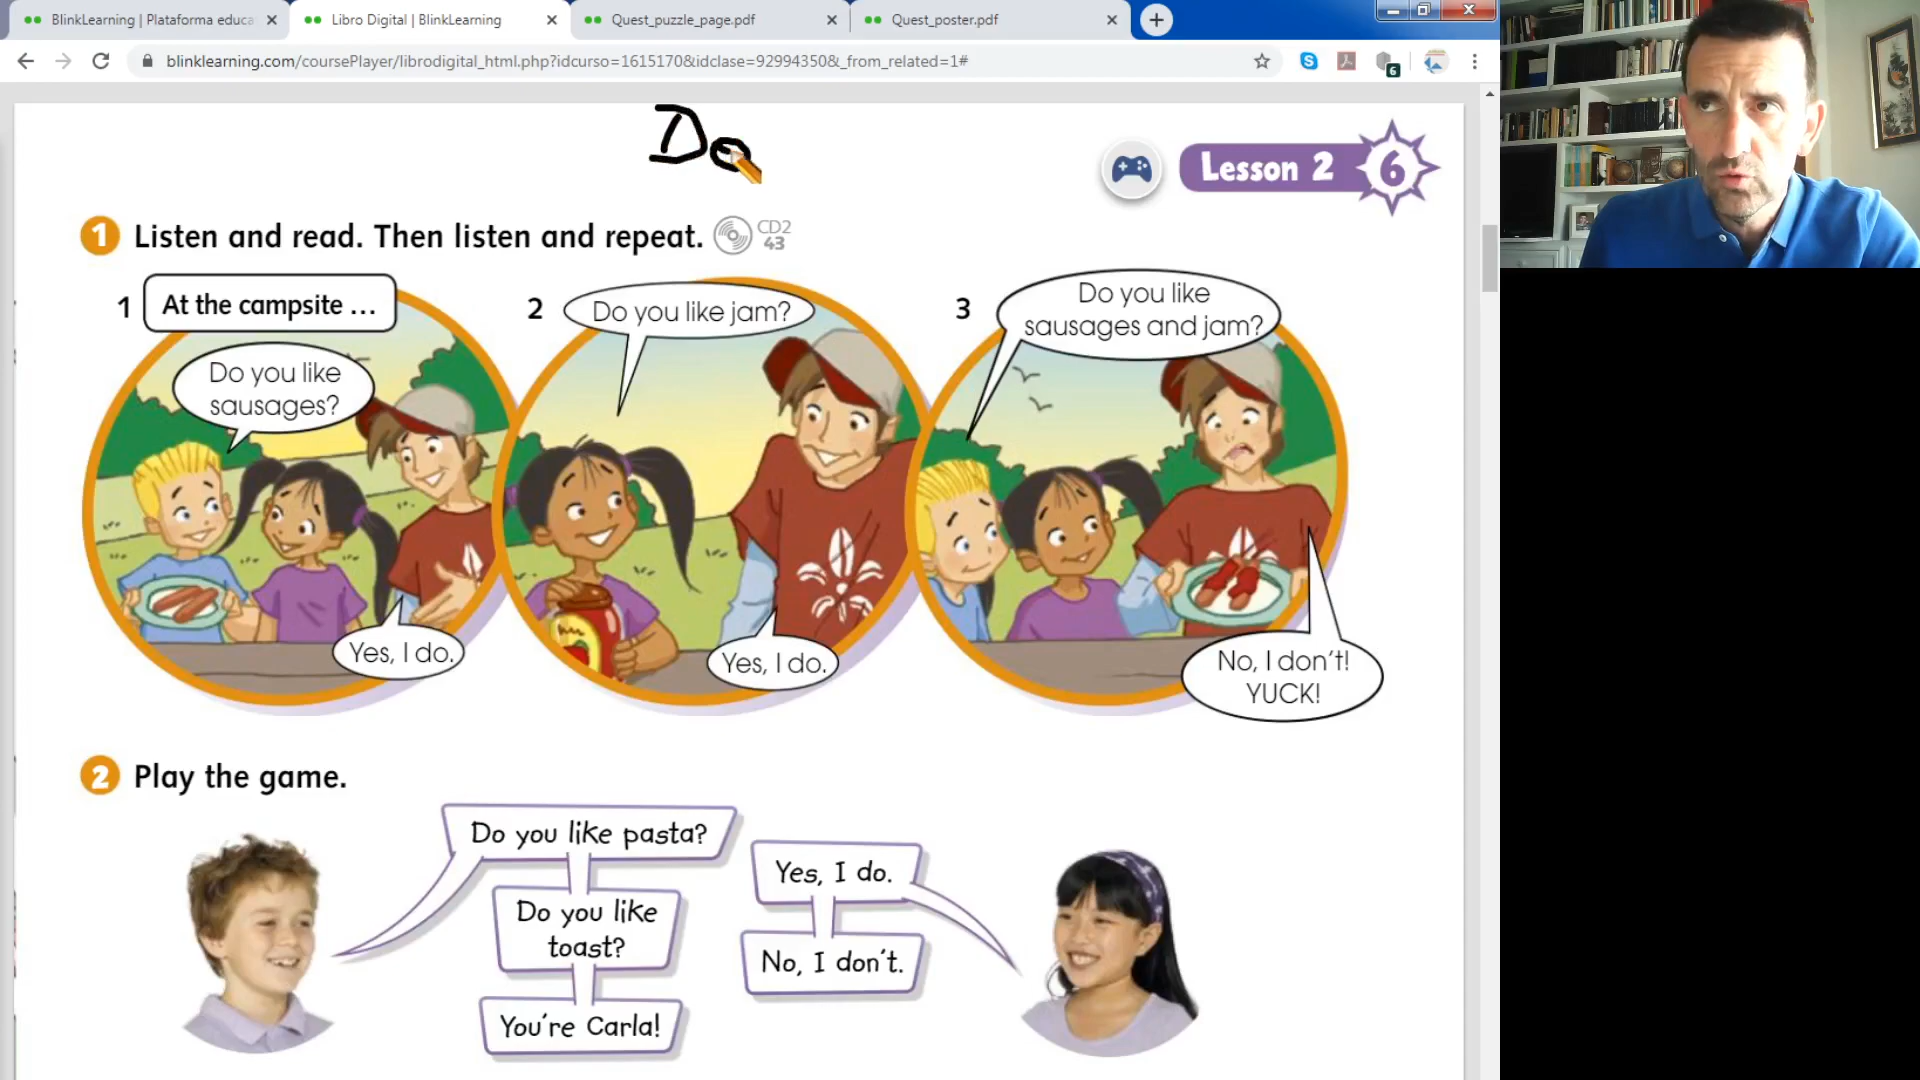 BlinkLearning | Plataforma educa
Libro Digital | BlinkLearning
Quest_puzzle_page.pdf
Quest_poster.pdf
blinklearning.com/coursePlayer/librodigital_html.php?idcurso=1615170&idclase=92994350&_from_related=1#
6
Do
Lesson 2 6
1 Listen and read. Then listen and repeat. CD2
43
1 At the campsite ...
Do you like
sausages?
Yes, I do.
2 Do you like jam?
Yes, I do.
3 Do you like
sausages and jam?
No, I don't!
YUCK!
2 Play the game.
Do you like pasta?
Do you like
toast?
You're Carla!
Yes, I do.
No, I don't.